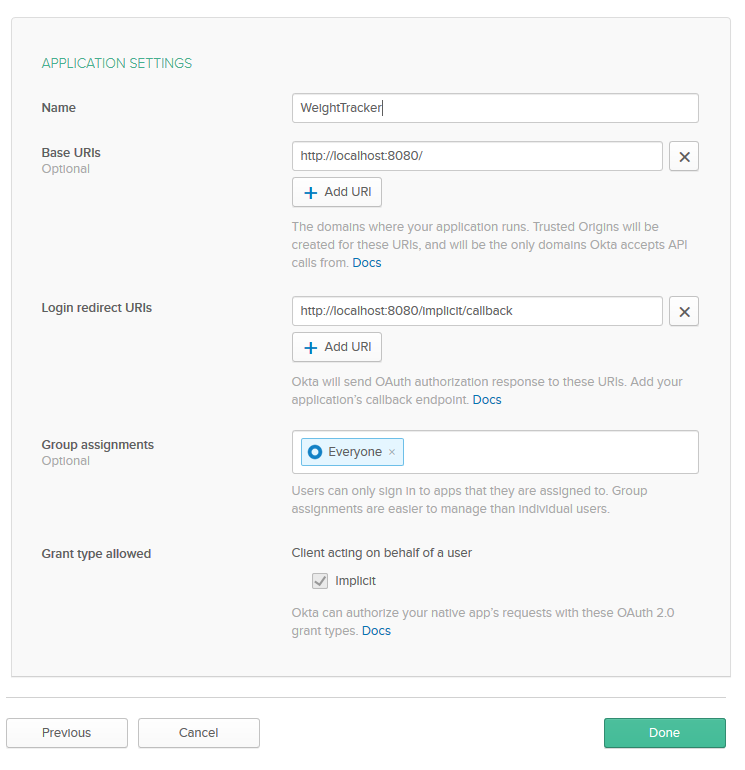 APPLICATION SETTINGS
Name
WeightTracker
Base URIs
Optional
http://localhost:8080/
Add URI
The domains where your application runs. Trusted Origins will be
created for these URIs, and will be the only domains Okta accepts API
calls from. Docs
Login redirect URIs
http://localhost:8080/implicit/callback
Add URI
Okta will send OAuth authorization response to these URIs. Add your
application's callback endpoint. Docs
Group assignments
Optional
Everyone ×
Users can only sign in to apps that they are assigned to. Group
assignments are easier to manage than individual users.
Grant type allowed
Client acting on behalf of a user
Implicit
Okta can authorize your native app's requests with these OAuth 2.0
grant types. Docs
Previous
Cancel
Done